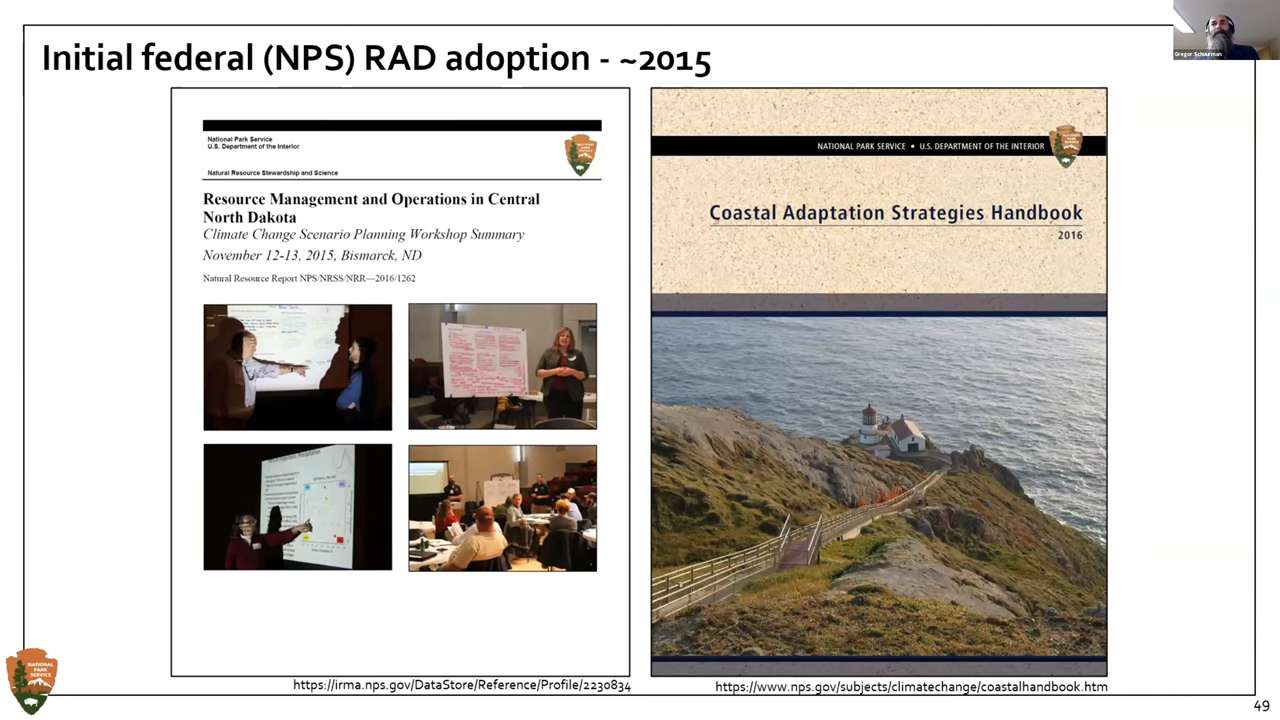 Initial federal (NPS) RAD adoption - ~2015
Gregor Schuurman
National Park Service
U.S. Department of the Interior
Natural Resource Stewardship and Science
Resource Management and Operations in Central
North Dakota
Climate Change Scenario Planning Workshop Summary
November 12-13, 2015, Bismarck, ND
Natural Resource Report NPS/NRSS/NRR—2016/1262
https://irma.nps.gov/DataStore/Reference/Profile/2230834
NATIONAL PARK SERVICE • U.S. DEPARTMENT OF THE INTERIOR
Coastal Adaptation Strategies Handbook
2016
https://www.nps.gov/subjects/climatechange/coastalhandbook.htm
NATIONAL
PARK
SERVICE
49